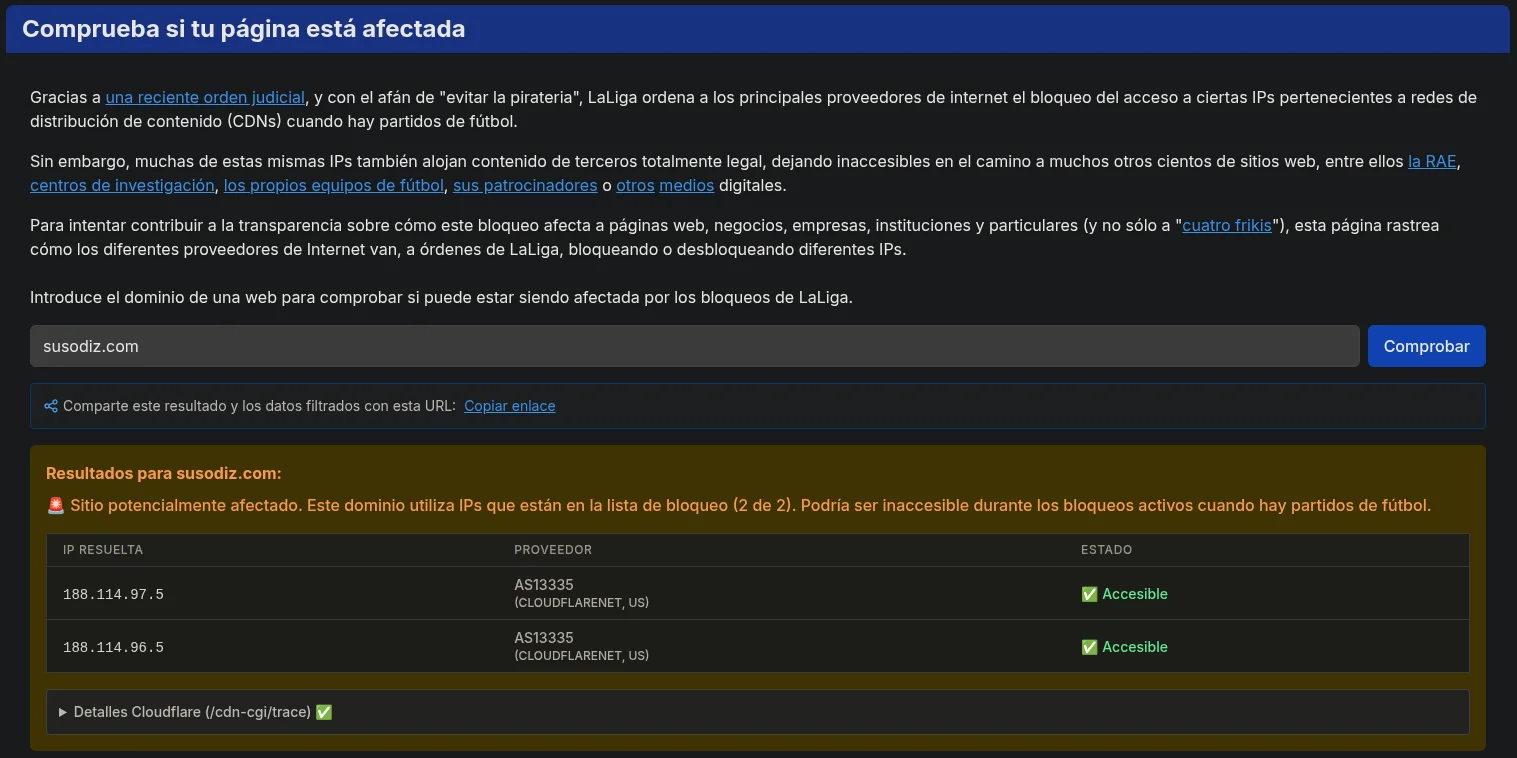 Comprueba si tu página está afectada
Gracias a una reciente orden judicial, y con el afán de "evitar la pirateria", LaLiga ordena a los principales proveedores de internet el bloqueo del acceso a ciertas IPs pertenecientes a redes de
distribución de contenido (CDNs) cuando hay partidos de fútbol.
Sin embargo, muchas de estas mismas IPs también alojan contenido de terceros totalmente legal, dejando inaccesibles en el camino a muchos otros cientos de sitios web, entre ellos la RAE,
centros de investigación, los propios equipos de fútbol, sus patrocinadores o otros medios digitales.
Para intentar contribuir a la transparencia sobre cómo este bloqueo afecta a páginas web, negocios, empresas, instituciones y particulares (y no sólo a "cuatro frikis"), esta página rastrea
cómo los diferentes proveedores de Internet van, a órdenes de LaLiga, bloqueando o desbloqueando diferentes IPs.
Introduce el dominio de una web para comprobar si puede estar siendo afectada por los bloqueos de LaLiga.
susodiz.com Comprobar
Comparte este resultado y los datos filtrados con esta URL: Copiar enlace
Resultados para susodiz.com:
🚨 Sitio potencialmente afectado. Este dominio utiliza IPs que están en la lista de bloqueo (2 de 2). Podría ser inaccesible durante los bloqueos activos cuando hay partidos de fútbol.
IP RESUELTA PROVEEDOR ESTADO
188.114.97.5 AS13335 (CLOUDFLARENET, US) ✅ Accesible
188.114.96.5 AS13335 (CLOUDFLARENET, US) ✅ Accesible
▶ Detalles Cloudflare (/cdn-cgi/trace) ✅